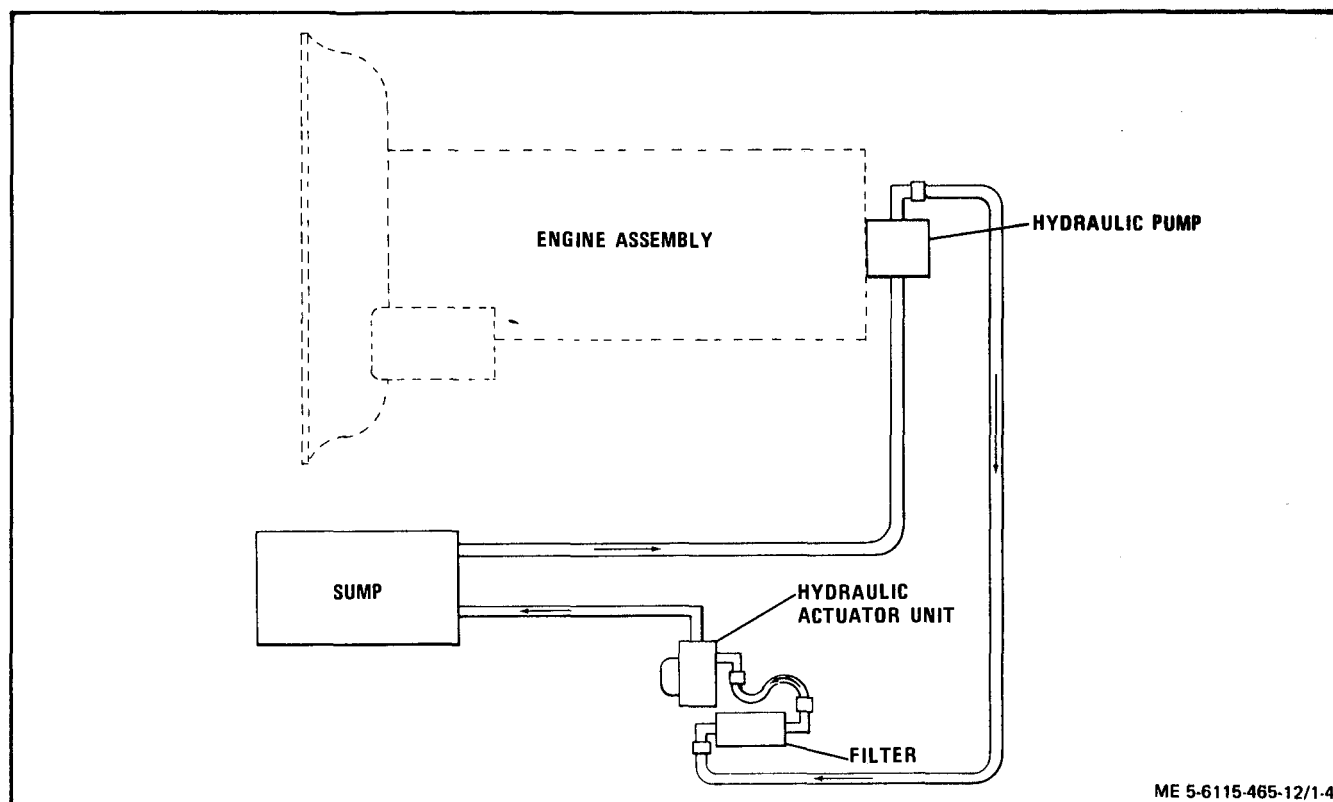 ENGINE ASSEMBLY
HYDRAULIC PUMP
SUMP
HYDRAULIC
ACTUATOR UNIT
FILTER
ME 5-6115-465-12/1-4